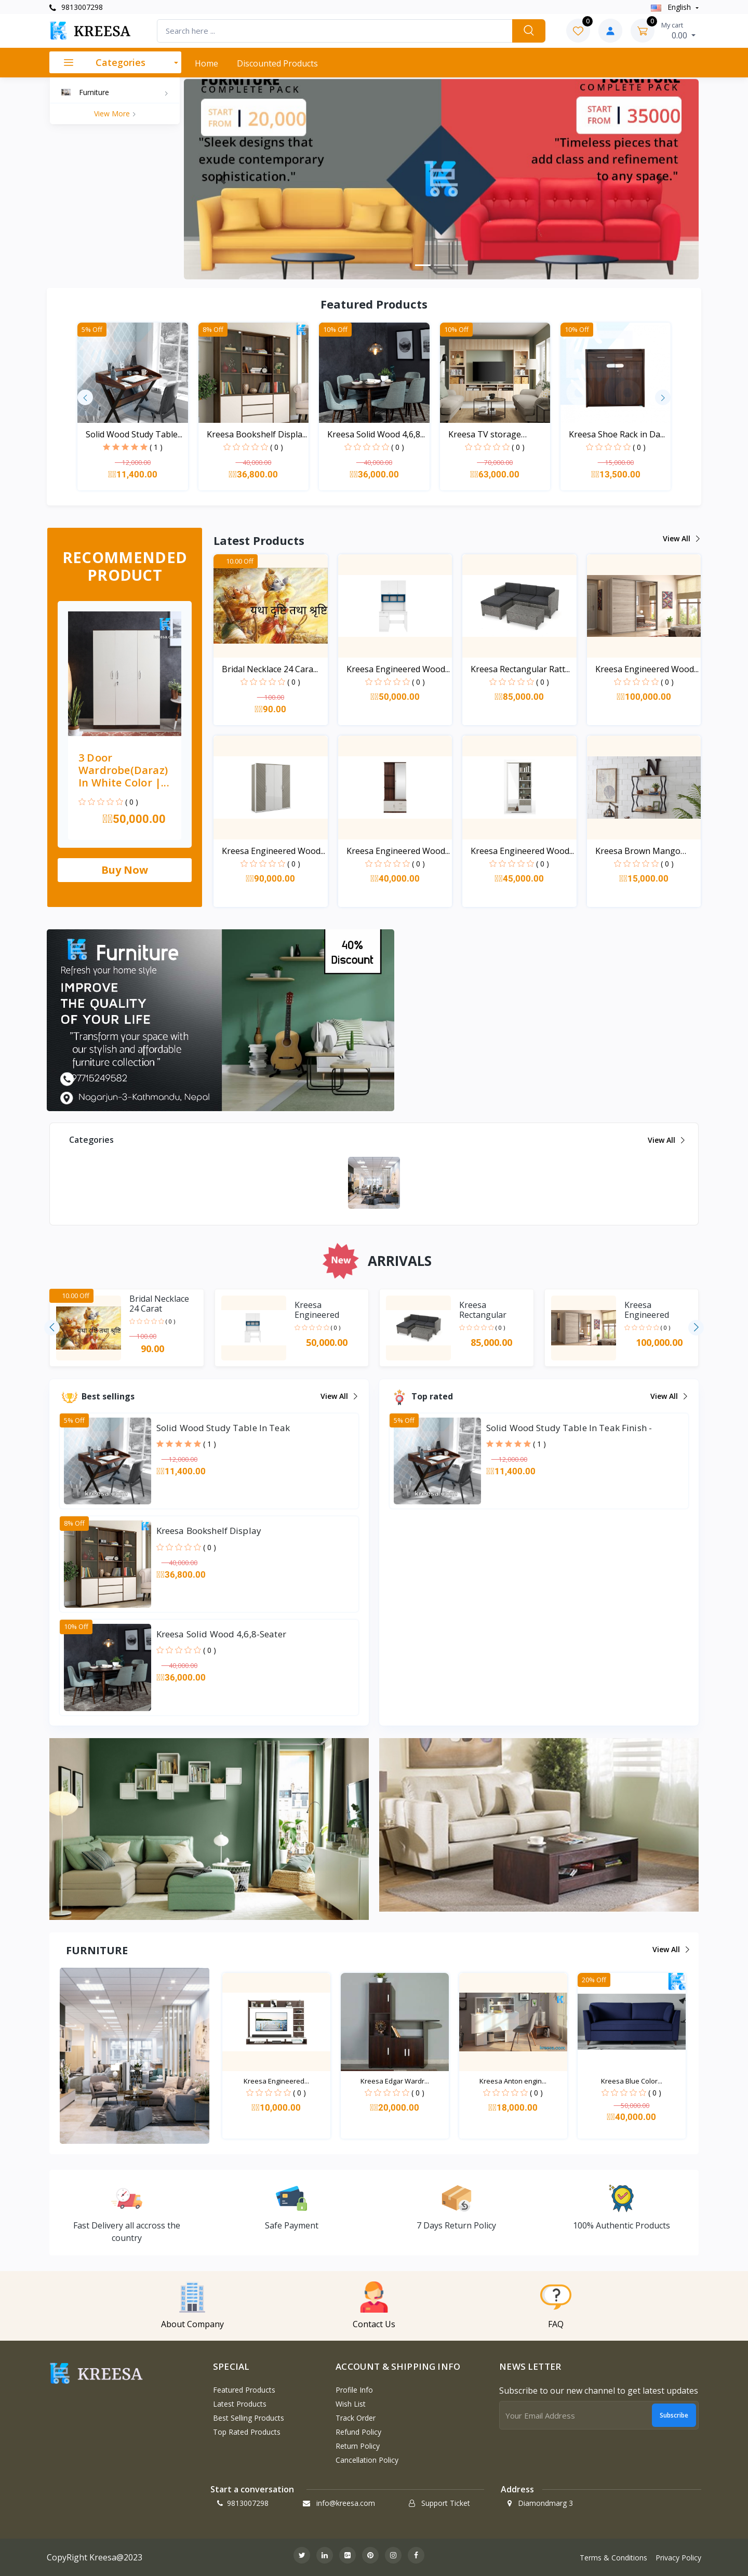 9813007298
English
KREESA
Search here ...
0
0
My cart
0.00
Categories
Home
Discounted Products
Furniture
View More
FURNITURE
COMPLETE PACK
START FROM
20,000
"Sleek designs that
exude contemporary
sophistication."
FURNITURE
COMPLETE PACK
START FROM
35000
"Timeless pieces that
add class and refinement
to any space."
Featured Products
5% Off
8% Off
10% Off
10% Off
10% Off
Solid Wood Study Table...
Kreesa Bookshelf Displa...
Kreesa Solid Wood 4,6,8...
Kreesa TV storage...
Kreesa Shoe Rack in Da...
( 1 )
( 0 )
( 0 )
( 0 )
( 0 )
12,000.00
40,000.00
40,000.00
70,000.00
15,000.00
11,400.00
36,800.00
36,000.00
63,000.00
13,500.00
RECOMMENDED
PRODUCT
3 Door
Wardrobe(Daraz)
In White Color |...
( 0 )
50,000.00
Buy Now
Latest Products
View All
10.00 Off
यथा दृष्टि तथा श्रृष्टि
Bridal Necklace 24 Cara...
Kreesa Engineered Wood...
Kreesa Rectangular Ratt...
Kreesa Engineered Wood...
( 0 )
( 0 )
( 0 )
( 0 )
100.00
90.00
50,000.00
85,000.00
100,000.00
Kreesa Engineered Wood...
Kreesa Engineered Wood...
Kreesa Engineered Wood...
Kreesa Brown Mango...
( 0 )
( 0 )
( 0 )
( 0 )
90,000.00
40,000.00
45,000.00
15,000.00
Furniture
Refresh your home style
IMPROVE
THE QUALITY
OF YOUR LIFE
"Transform your space with
our stylish and affordable
furniture collection "
97715249682
Nagarjun-3-Kathmandu, Nepal
40%
Discount
Categories
View All
New
ARRIVALS
10.00 Off
यथा दृष्टि तथा श्रृष्टि
Bridal Necklace
24 Carat
( 0 )
100.00
90.00
Kreesa
Engineered
( 0 )
50,000.00
Kreesa
Rectangular
( 0 )
85,000.00
Kreesa
Engineered
( 0 )
100,000.00
Best sellings
View All
5% Off
Solid Wood Study Table In Teak
( 1 )
12,000.00
11,400.00
8% Off
Kreesa Bookshelf Display
( 0 )
40,000.00
36,800.00
10% Off
Kreesa Solid Wood 4,6,8-Seater
( 0 )
40,000.00
36,000.00
Top rated
View All
5% Off
Solid Wood Study Table In Teak Finish -
( 1 )
12,000.00
11,400.00
FURNITURE
View All
20% Off
Kreesa Engineered...
Kreesa Edgar Wardr...
Kreesa Anton engin...
Kreesa Blue Color...
( 0 )
( 0 )
( 0 )
( 0 )
10,000.00
20,000.00
18,000.00
50,000.00
40,000.00
Fast Delivery all accross the
country
Safe Payment
7 Days Return Policy
100% Authentic Products
About Company
Contact Us
FAQ
KREESA
SPECIAL
Featured Products
Latest Products
Best Selling Products
Top Rated Products
ACCOUNT & SHIPPING INFO
Profile Info
Wish List
Track Order
Refund Policy
Return Policy
Cancellation Policy
NEWS LETTER
Subscribe to our new channel to get latest updates
Your Email Address
Subscribe
Start a conversation
9813007298
info@kreesa.com
Support Ticket
Address
Diamondmarg 3
CopyRight Kreesa@2023
Terms & Conditions
Privacy Policy